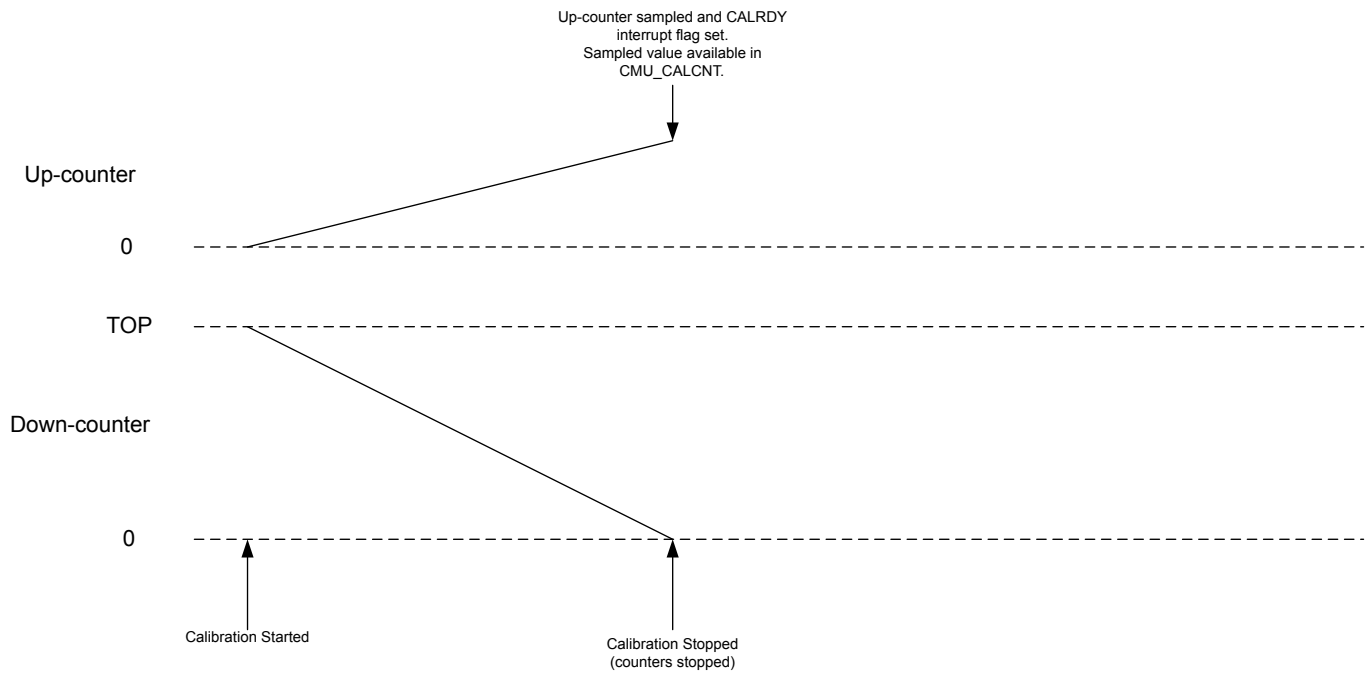 Up-counter sampled and CALRDY
interrupt flag set.
Sampled value available in
CMU_CALCNT.
Up-counter
0
TOP
Down-counter
0
Calibration Started
Calibration Stopped
(counters stopped)